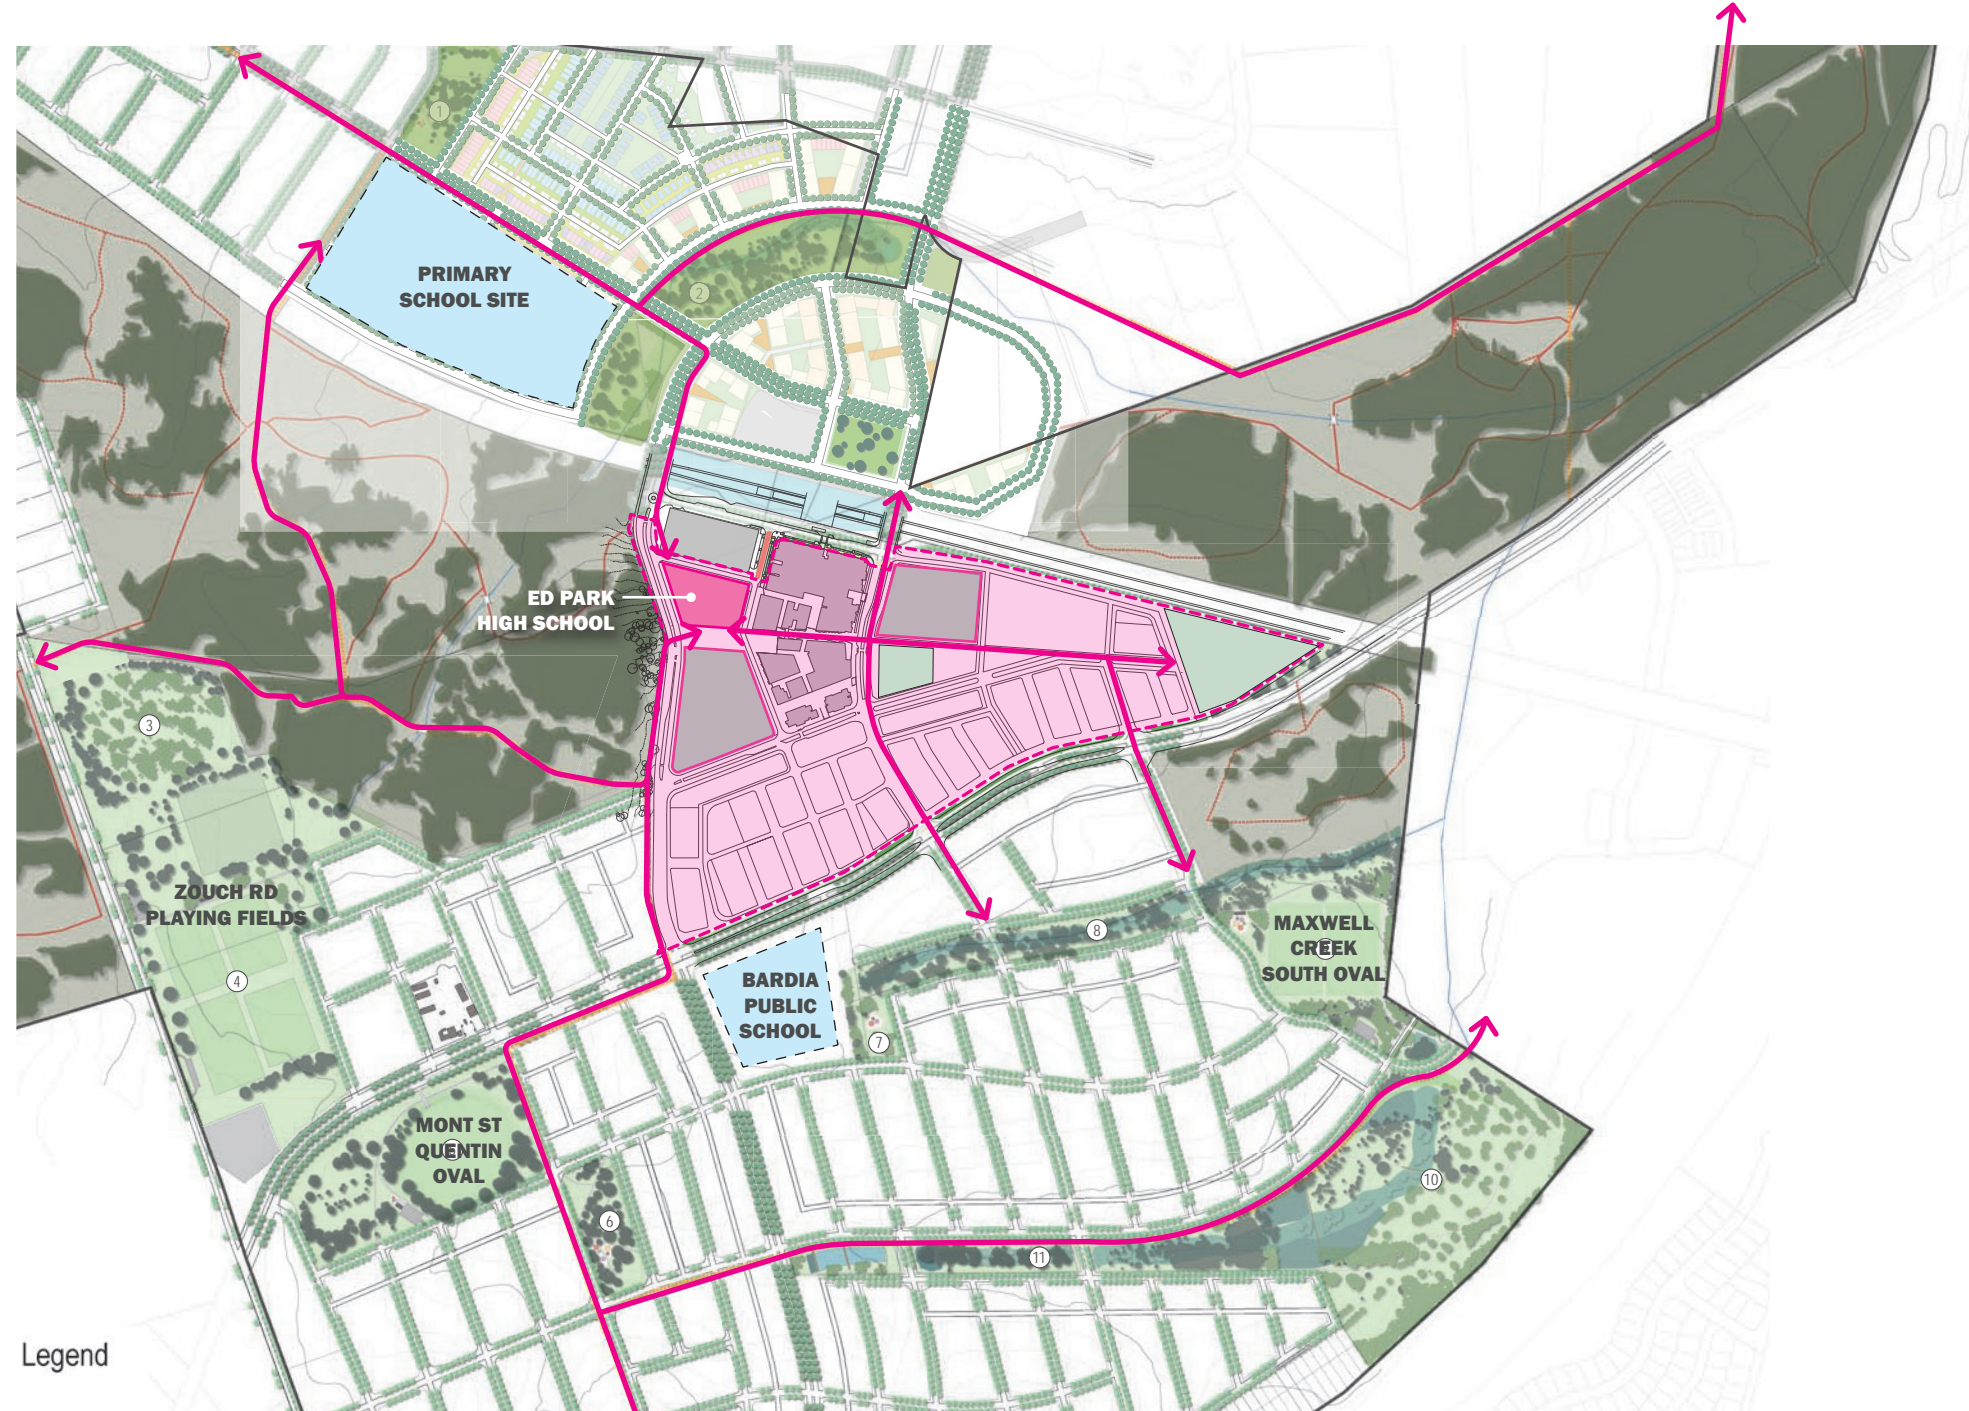 1
PRIMARY
SCHOOL SITE
2
ED PARK
HIGH SCHOOL
3
ZOUCH RD
PLAYING FIELDS
4
8
MAXWELL
CREEK
SOUTH OVAL
BARDIA
PUBLIC
SCHOOL
7
MONT ST
QUENTIN
OVAL
10
6
11
Legend